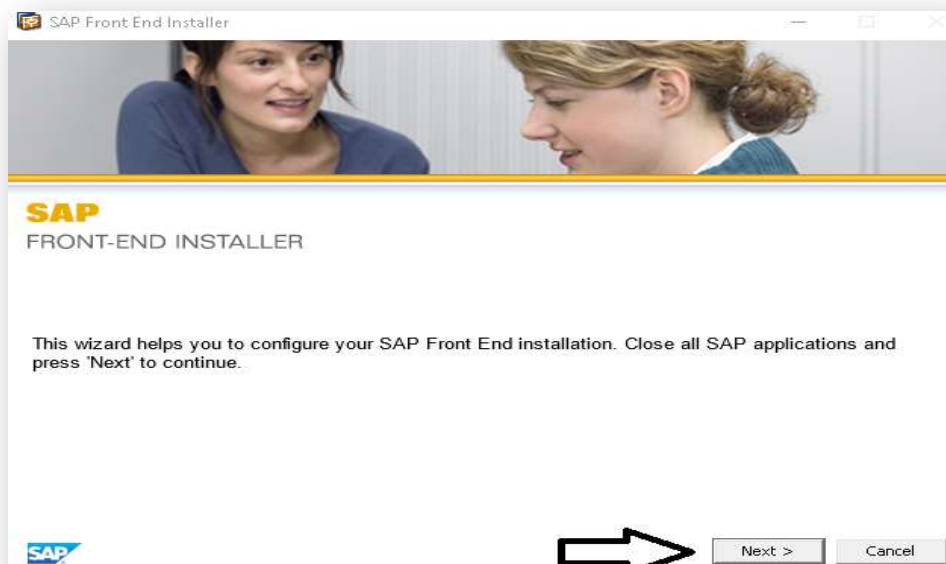 SAP Front End Installer
SAP
FRONT-END INSTALLER
This wizard helps you to configure your SAP Front End installation. Close all SAP applications and
press 'Next' to continue.
SAP
Next >
Cancel